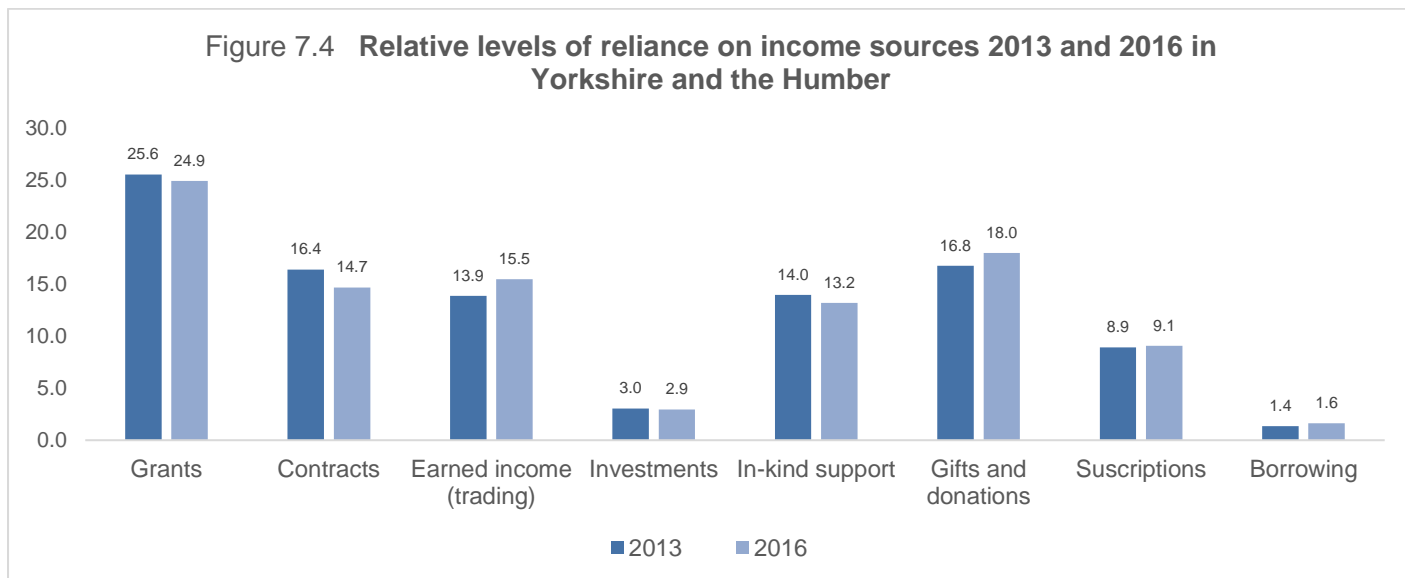 Figure 7.4 Relative levels of reliance on income sources 2013 and 2016 in
Yorkshire and the Humber
30.0
25.0
20.0
15.0
10.0
5.0
0.0
25.6 24.9
16.4 14.7
13.9 15.5
3.0 2.9
14.0 13.2
16.8 18.0
8.9 9.1
1.4 1.6
Grants
Contracts
Earned income
(trading)
Investments
In-kind support
Gifts and
donations
Suscriptions
Borrowing
2013 2016